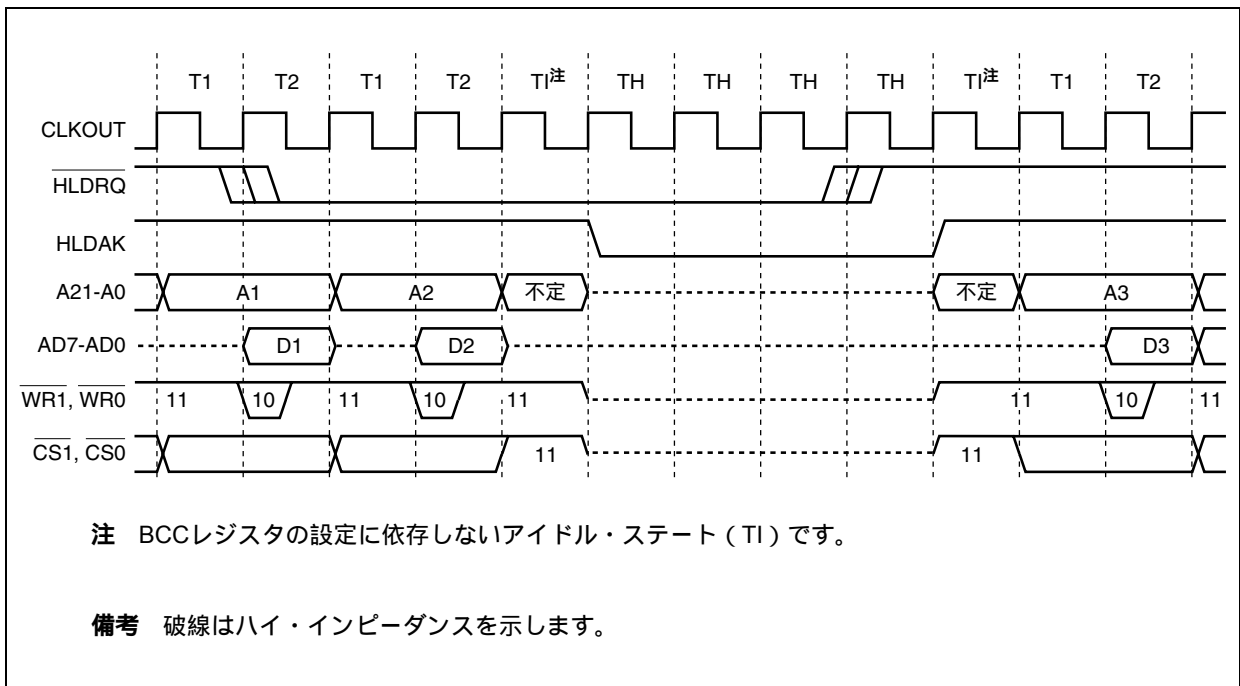 T1 T2 T1 T2 TI注 TH TH TH TH TI注 T1 T2
CLKOUT
HLDRQ
HLDAK
A21-A0 A1 A2 不定 不定 A3
AD7-AD0 D1 D2 D3
WR1, WR0 11 10 11 10 11 11 10 11
CS1, CS0 11 11
注 BCCレジスタの設定に依存しないアイドル・ステート（TI）です。
備考 破線はハイ・インピーダンスを示します。